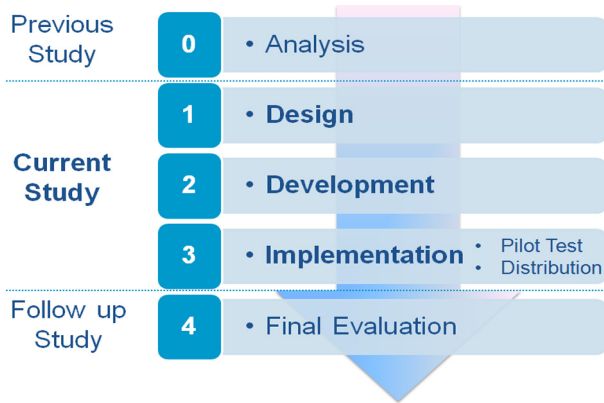 Previous
Study
0
• Analysis
1
• Design
Current
Study
2
• Development
3
• Implementation
• Pilot Test
• Distribution
Follow up
Study
4
• Final Evaluation